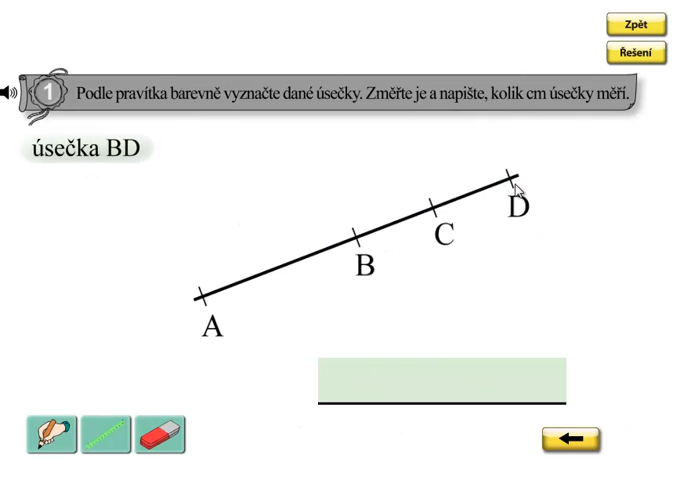 Zpět
Řešení
1 Podle pravítka barevně vyznačte dané úsečky. Změřte je a napište, kolik cm úsečky měří.
úsečka BD
D
C
B
A